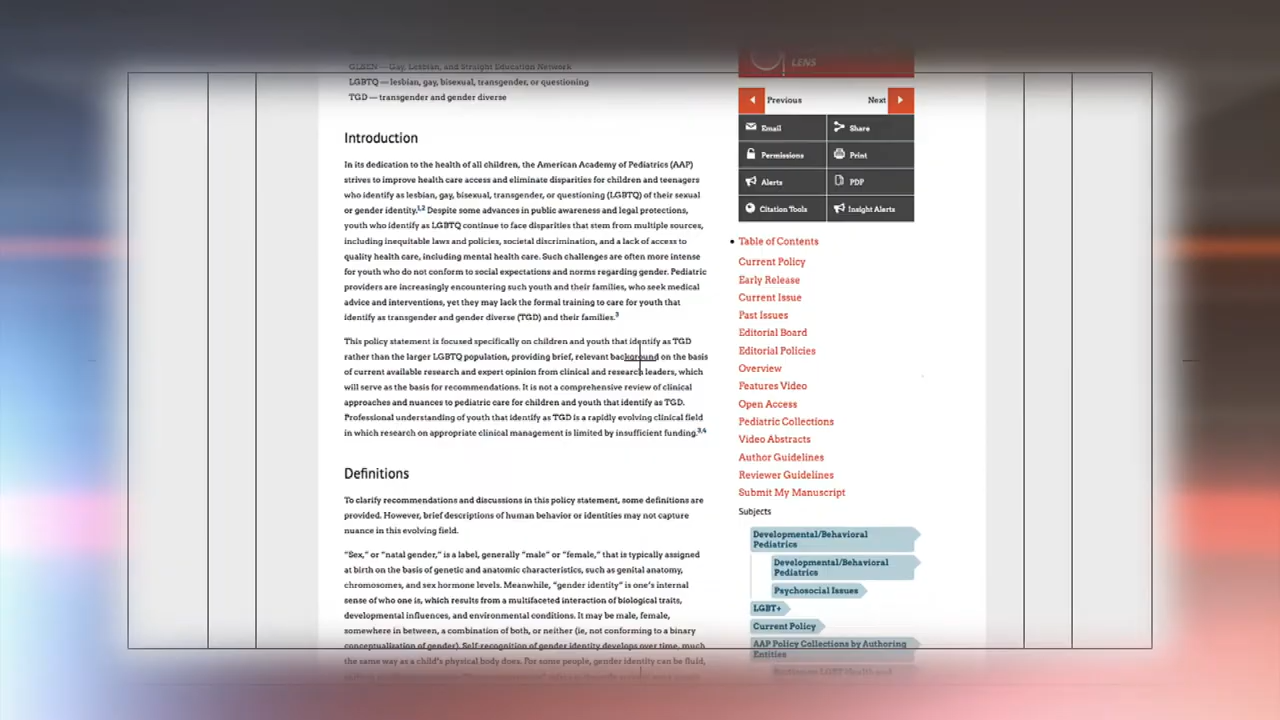 GLSEN — Gay, Lesbian, and Straight Education Network
LGBTQ — lesbian, gay, bisexual, transgender, or questioning
TGD — transgender and gender diverse
Introduction
In its dedication to the health of all children, the American Academy of Pediatrics (AAP)
strives to improve health care access and eliminate disparities for children and teenagers
who identify as lesbian, gay, bisexual, transgender, or questioning (LGBTQ) of their sexual
or gender identity.1,2 Despite some advances in public awareness and legal protections,
youth who identify as LGBTQ continue to face disparities that stem from multiple sources,
including inequitable laws and policies, societal discrimination, and a lack of access to
quality health care, including mental health care. Such challenges are often more intense
for youth who do not conform to social expectations and norms regarding gender. Pediatric
providers are increasingly encountering such youth and their families, who seek medical
advice and interventions, yet they may lack the formal training to care for youth that
identify as transgender and gender diverse (TGD) and their families.3
This policy statement is focused specifically on children and youth that identify as TGD
rather than the larger LGBTQ population, providing brief, relevant background on the basis
of current available research and expert opinion from clinical and research leaders, which
will serve as the basis for recommendations. It is not a comprehensive review of clinical
approaches and nuances to pediatric care for children and youth that identify as TGD.
Professional understanding of youth that identify as TGD is a rapidly evolving clinical field
in which research on appropriate clinical management is limited by insufficient funding.3,4
Definitions
To clarify recommendations and discussions in this policy statement, some definitions are
provided. However, brief descriptions of human behavior or identities may not capture
nuance in this evolving field.
“Sex,” or “natal gender,” is a label, generally “male” or “female,” that is typically assigned
at birth on the basis of genetic and anatomic characteristics, such as genital anatomy,
chromosomes, and sex hormone levels. Meanwhile, “gender identity” is one’s internal
sense of who one is, which results from a multifaceted interaction of biological traits,
developmental influences, and environmental conditions. It may be male, female,
somewhere in between, a combination of both, or neither (ie, not conforming to a binary
conceptualization of gender). Self-recognition of gender identity develops over time, much
the same way as a child’s physical body does. For some people, gender identity can be fluid,
LENS
Previous
Next
Email
Share
Permissions
Print
Alerts
PDF
Citation Tools
Insight Alerts
Table of Contents
Current Policy
Early Release
Current Issue
Past Issues
Editorial Board
Editorial Policies
Overview
Features Video
Open Access
Pediatric Collections
Video Abstracts
Author Guidelines
Reviewer Guidelines
Submit My Manuscript
Subjects
Developmental/Behavioral
Pediatrics
Developmental/Behavioral
Pediatrics
Psychosocial Issues
LGBT+
Current Policy
AAP Policy Collections by Authoring
Entities